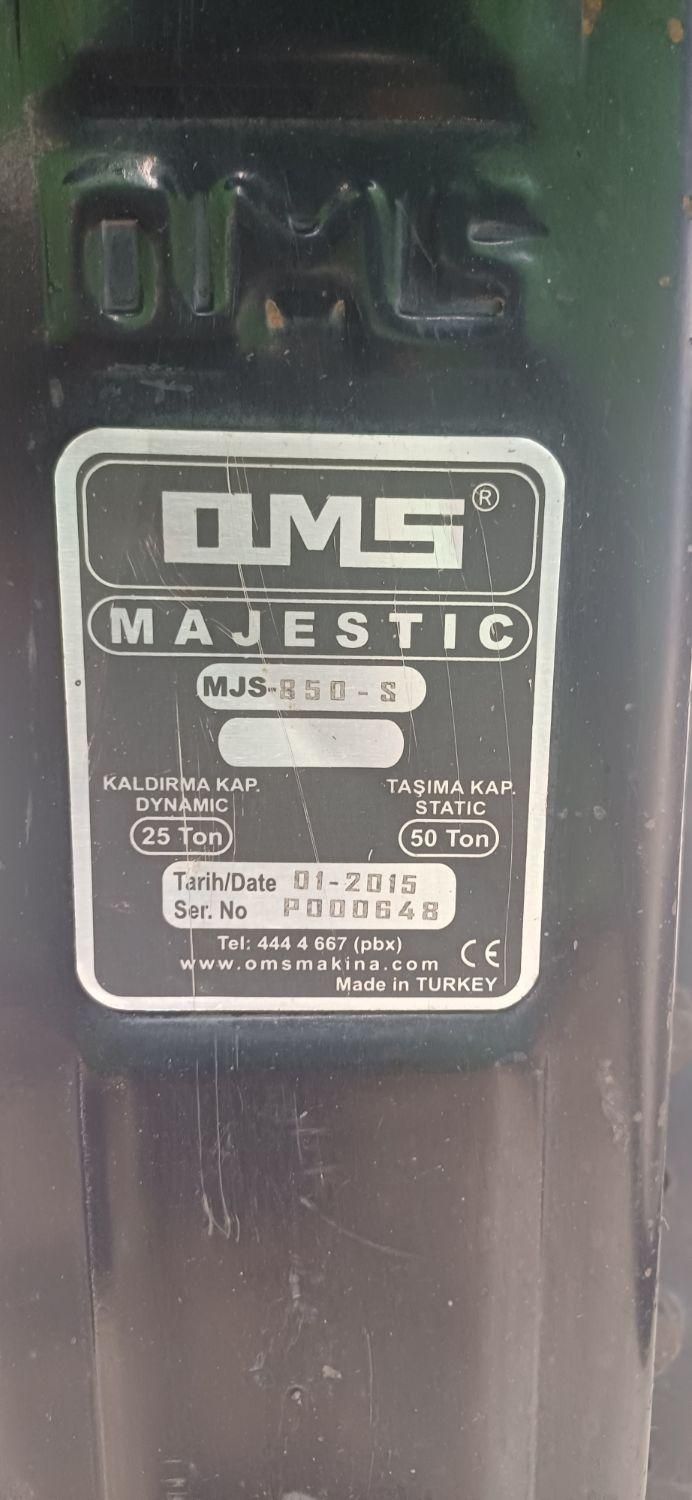 OMS
OMS ®
MAJESTIC
MJS-850-S
KALDIRMA KAP. TAŞIMA KAP.
DYNAMIC STATIC
25 Ton 50 Ton
Tarih/Date 01-2015
Ser. No P000648
Tel: 444 4 667 (pbx)
www.omsmakina.com CE
Made in TURKEY